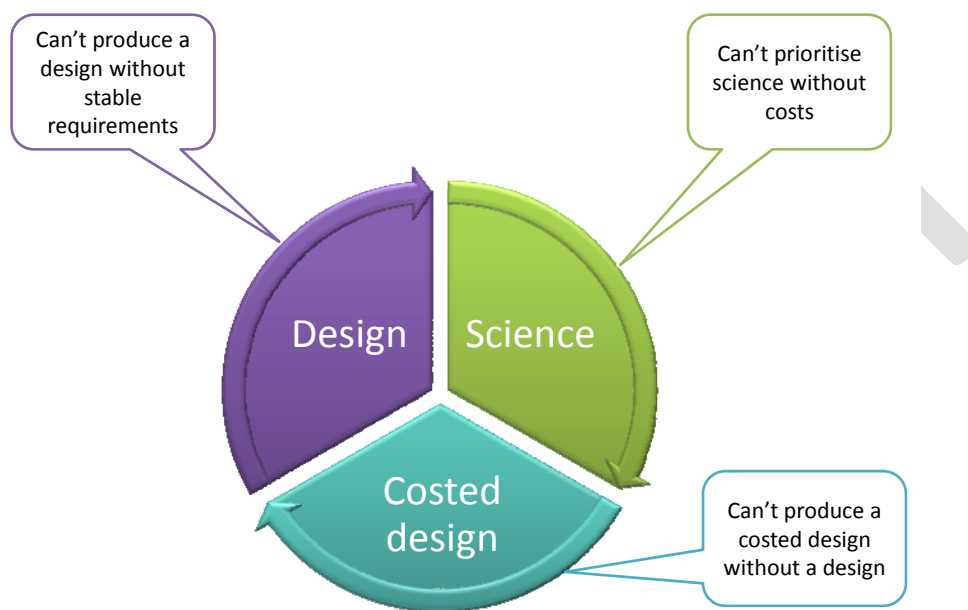 Can't produce a
design without
stable
requirements
Can't prioritise
science without
costs
Design
Science
Costed
design
Can't produce a
costed design
without a design